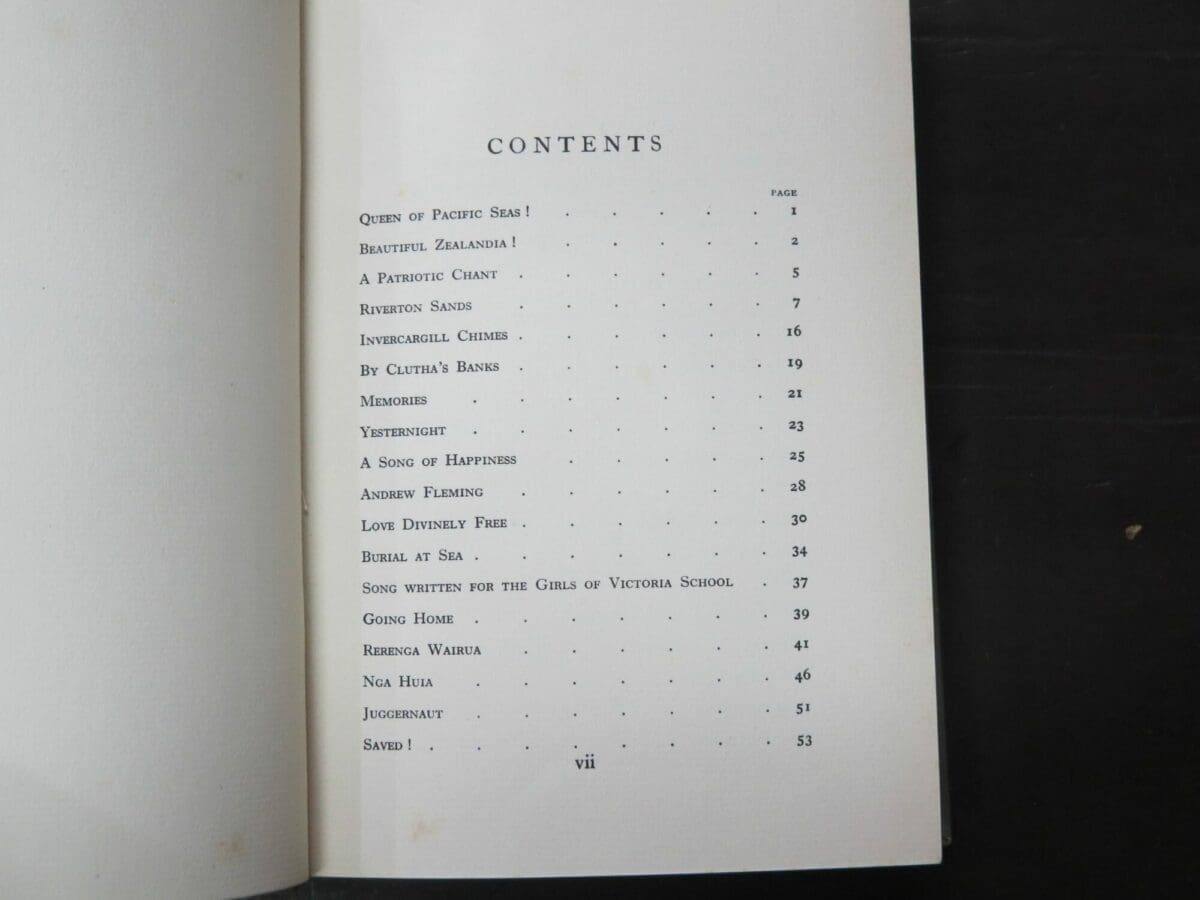 CONTENTS
PAGE
Queen of Pacific Seas ! . . . . . 1
Beautiful Zealandia ! . . . . . 2
A Patriotic Chant . . . . . . 5
Riverton Sands . . . . . . 7
Invercargill Chimes . . . . . . 16
By Clutha's Banks . . . . . . 19
Memories . . . . . . . 21
Yesternight . . . . . . . 23
A Song of Happiness . . . . . 25
Andrew Fleming . . . . . . 28
Love Divinely Free . . . . . . 30
Burial at Sea . . . . . . . 34
Song written for the Girls of Victoria School . 37
Going Home . . . . . . . 39
Rerenga Wairua . . . . . . 41
Nga Huia . . . . . . . 46
Juggernaut . . . . . . . 51
Saved ! . . . . . . . . 53
vii